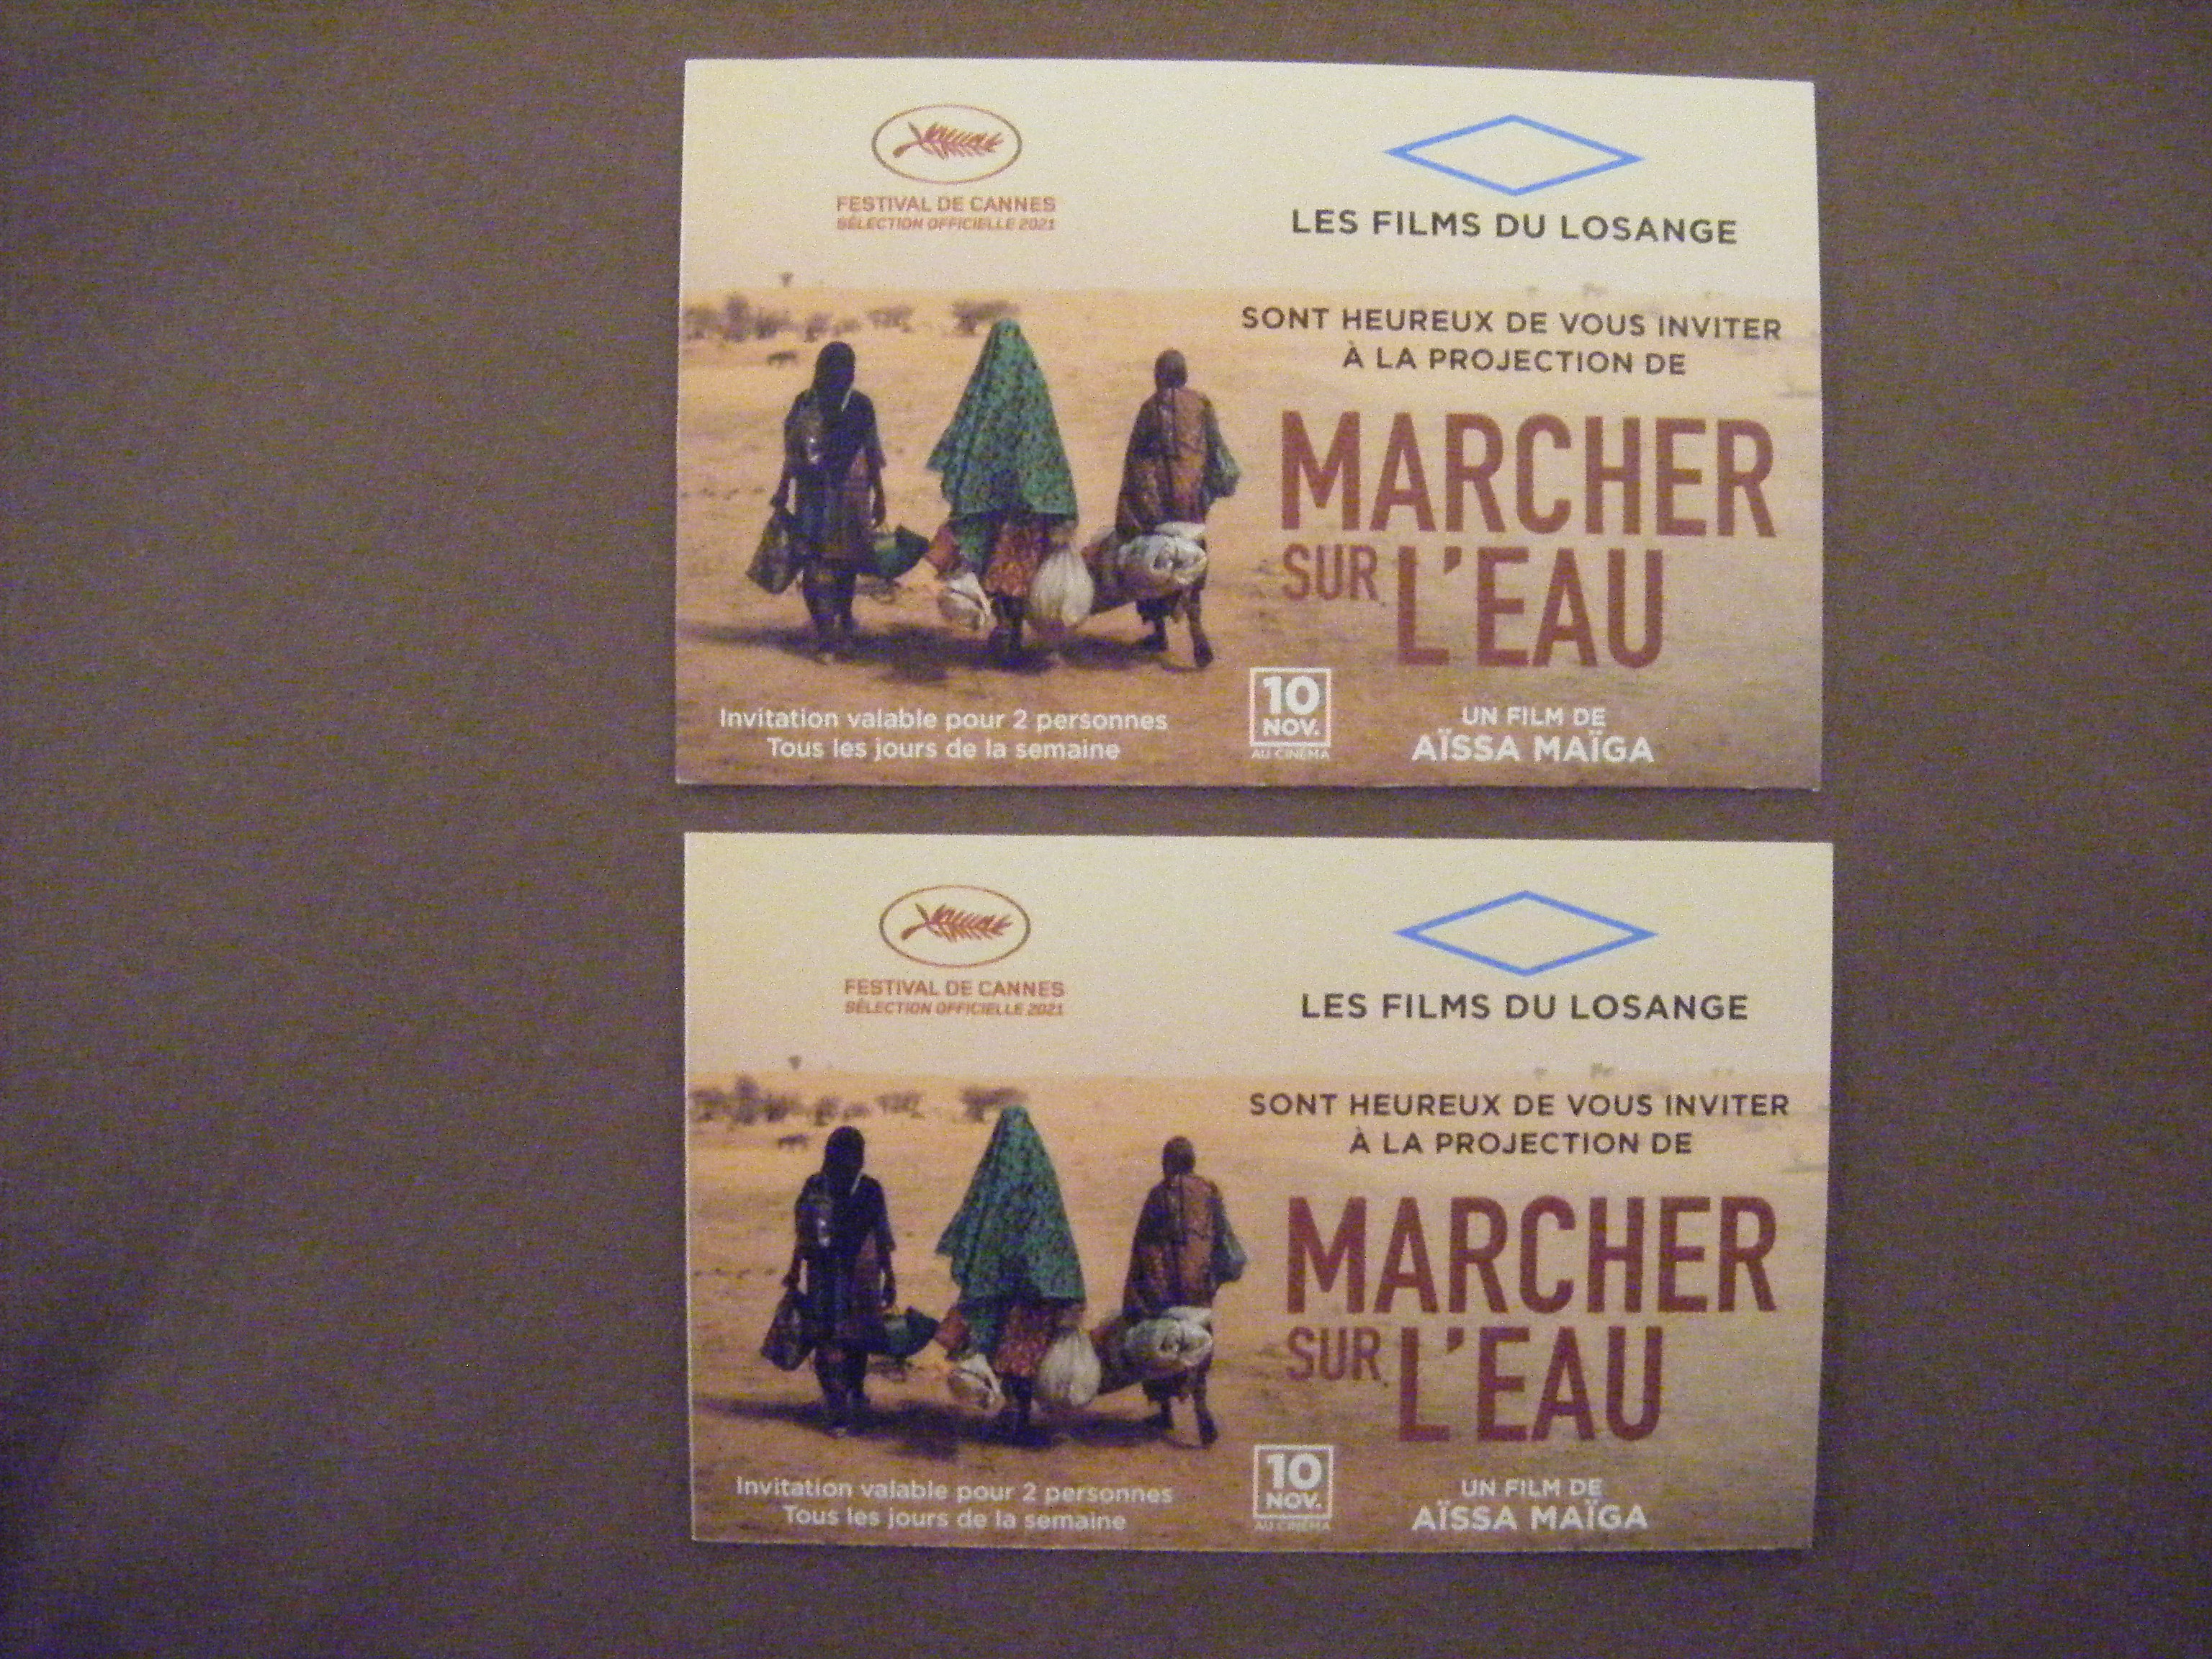 FESTIVAL DE CANNES
SÉLECTION OFFICIELLE 2021
LES FILMS DU LOSANGE
SONT HEUREUX DE VOUS INVITER
À LA PROJECTION DE
MARCHER
SUR L'EAU
Invitation valable pour 2 personnes
Tous les jours de la semaine
10
NOV.
AU CINÉMA
UN FILM DE
AÏSSA MAÏGA
FESTIVAL DE CANNES
SÉLECTION OFFICIELLE 2021
LES FILMS DU LOSANGE
SONT HEUREUX DE VOUS INVITER
À LA PROJECTION DE
MARCHER
SUR L'EAU
Invitation valable pour 2 personnes
Tous les jours de la semaine
10
NOV.
AU CINÉMA
UN FILM DE
AÏSSA MAÏGA